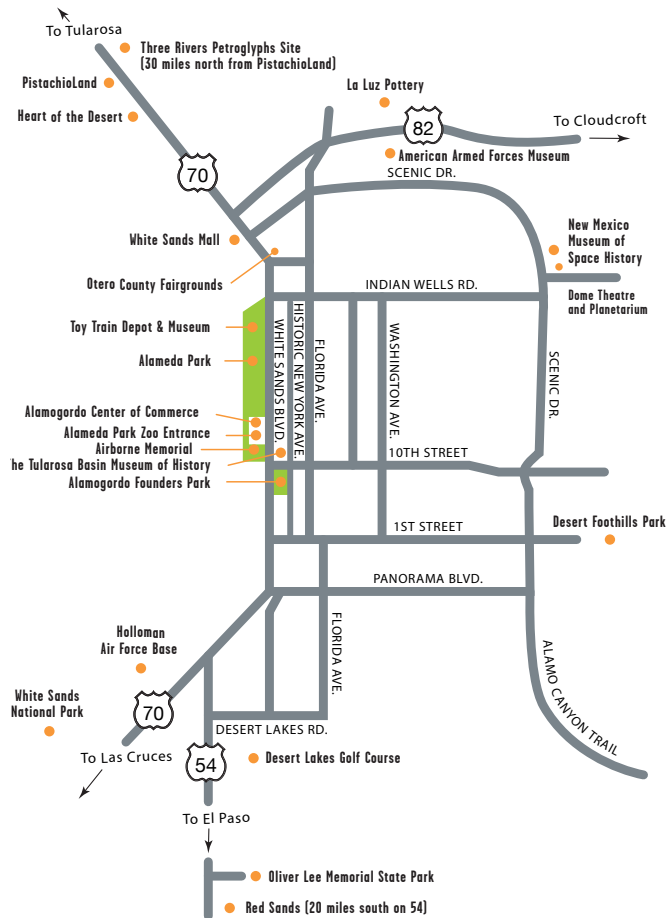 To Tularosa
Three Rivers Petroglyphs Site
(30 miles north from PistachioLand)
PistachioLand
La Luz Pottery
Heart of the Desert
82
To Cloudcroft
American Armed Forces Museum
70
SCENIC DR.
White Sands Mall
New Mexico
Museum of
Space History
Otero County Fairgrounds
INDIAN WELLS RD.
Dome Theatre
and Planetarium
Toy Train Depot & Museum
WHITE SANDS BLVD.
HISTORIC NEW YORK AVE.
FLORIDA AVE.
WASHINGTON AVE.
SCENIC DR.
Alameda Park
Alamogordo Center of Commerce
Alameda Park Zoo Entrance
Airborne Memorial
he Tularosa Basin Museum of History
10TH STREET
Alamogordo Founders Park
1ST STREET
Desert Foothills Park
PANORAMA BLVD.
Holloman
Air Force Base
FLORIDA AVE.
ALAMO CANYON TRAIL
White Sands
National Park
70
DESERT LAKES RD.
To Las Cruces
54
Desert Lakes Golf Course
To El Paso
Oliver Lee Memorial State Park
Red Sands (20 miles south on 54)